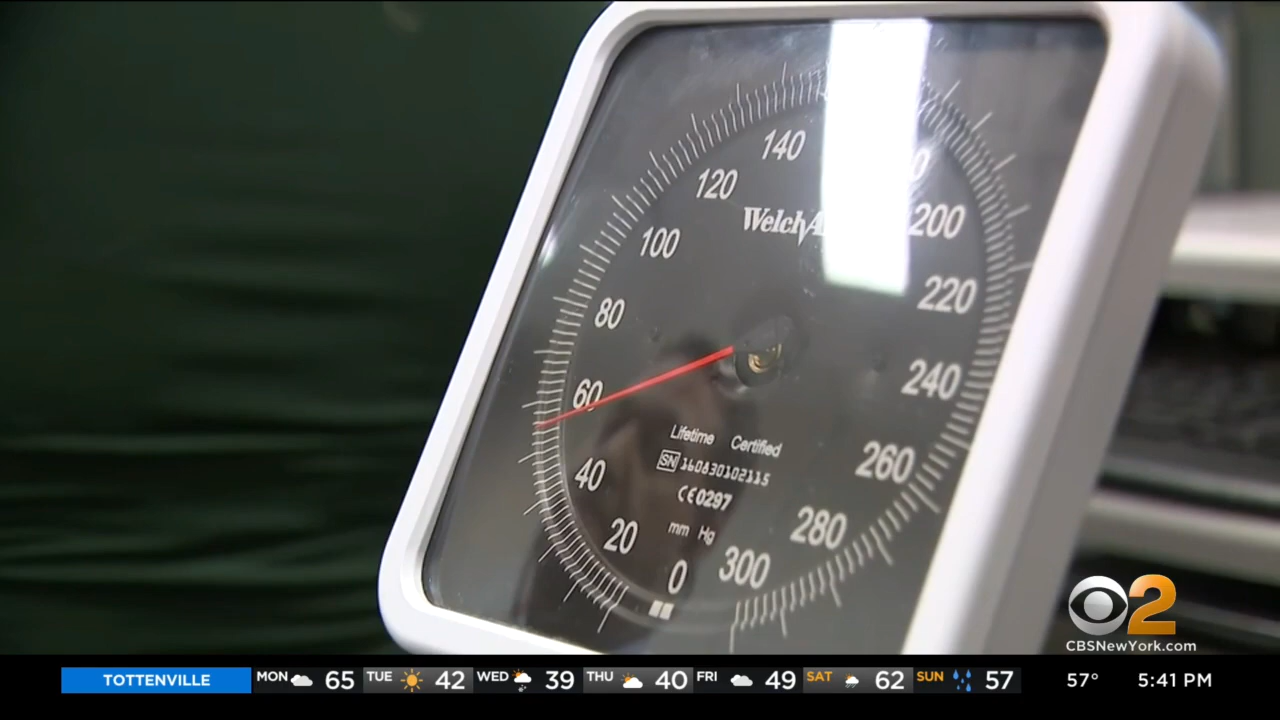 140
120
WelchA
200
100
220
80
240
60
Lifetime Certified
SN 160830102115
260
40
CE0297
mm Hg
280
20
300
0
2
CBSNewYork.com
TOTTENVILLE MON 65 TUE 42 WED 39 THU 40 FRI 49 SAT 62 SUN 57 57° 5:41 PM